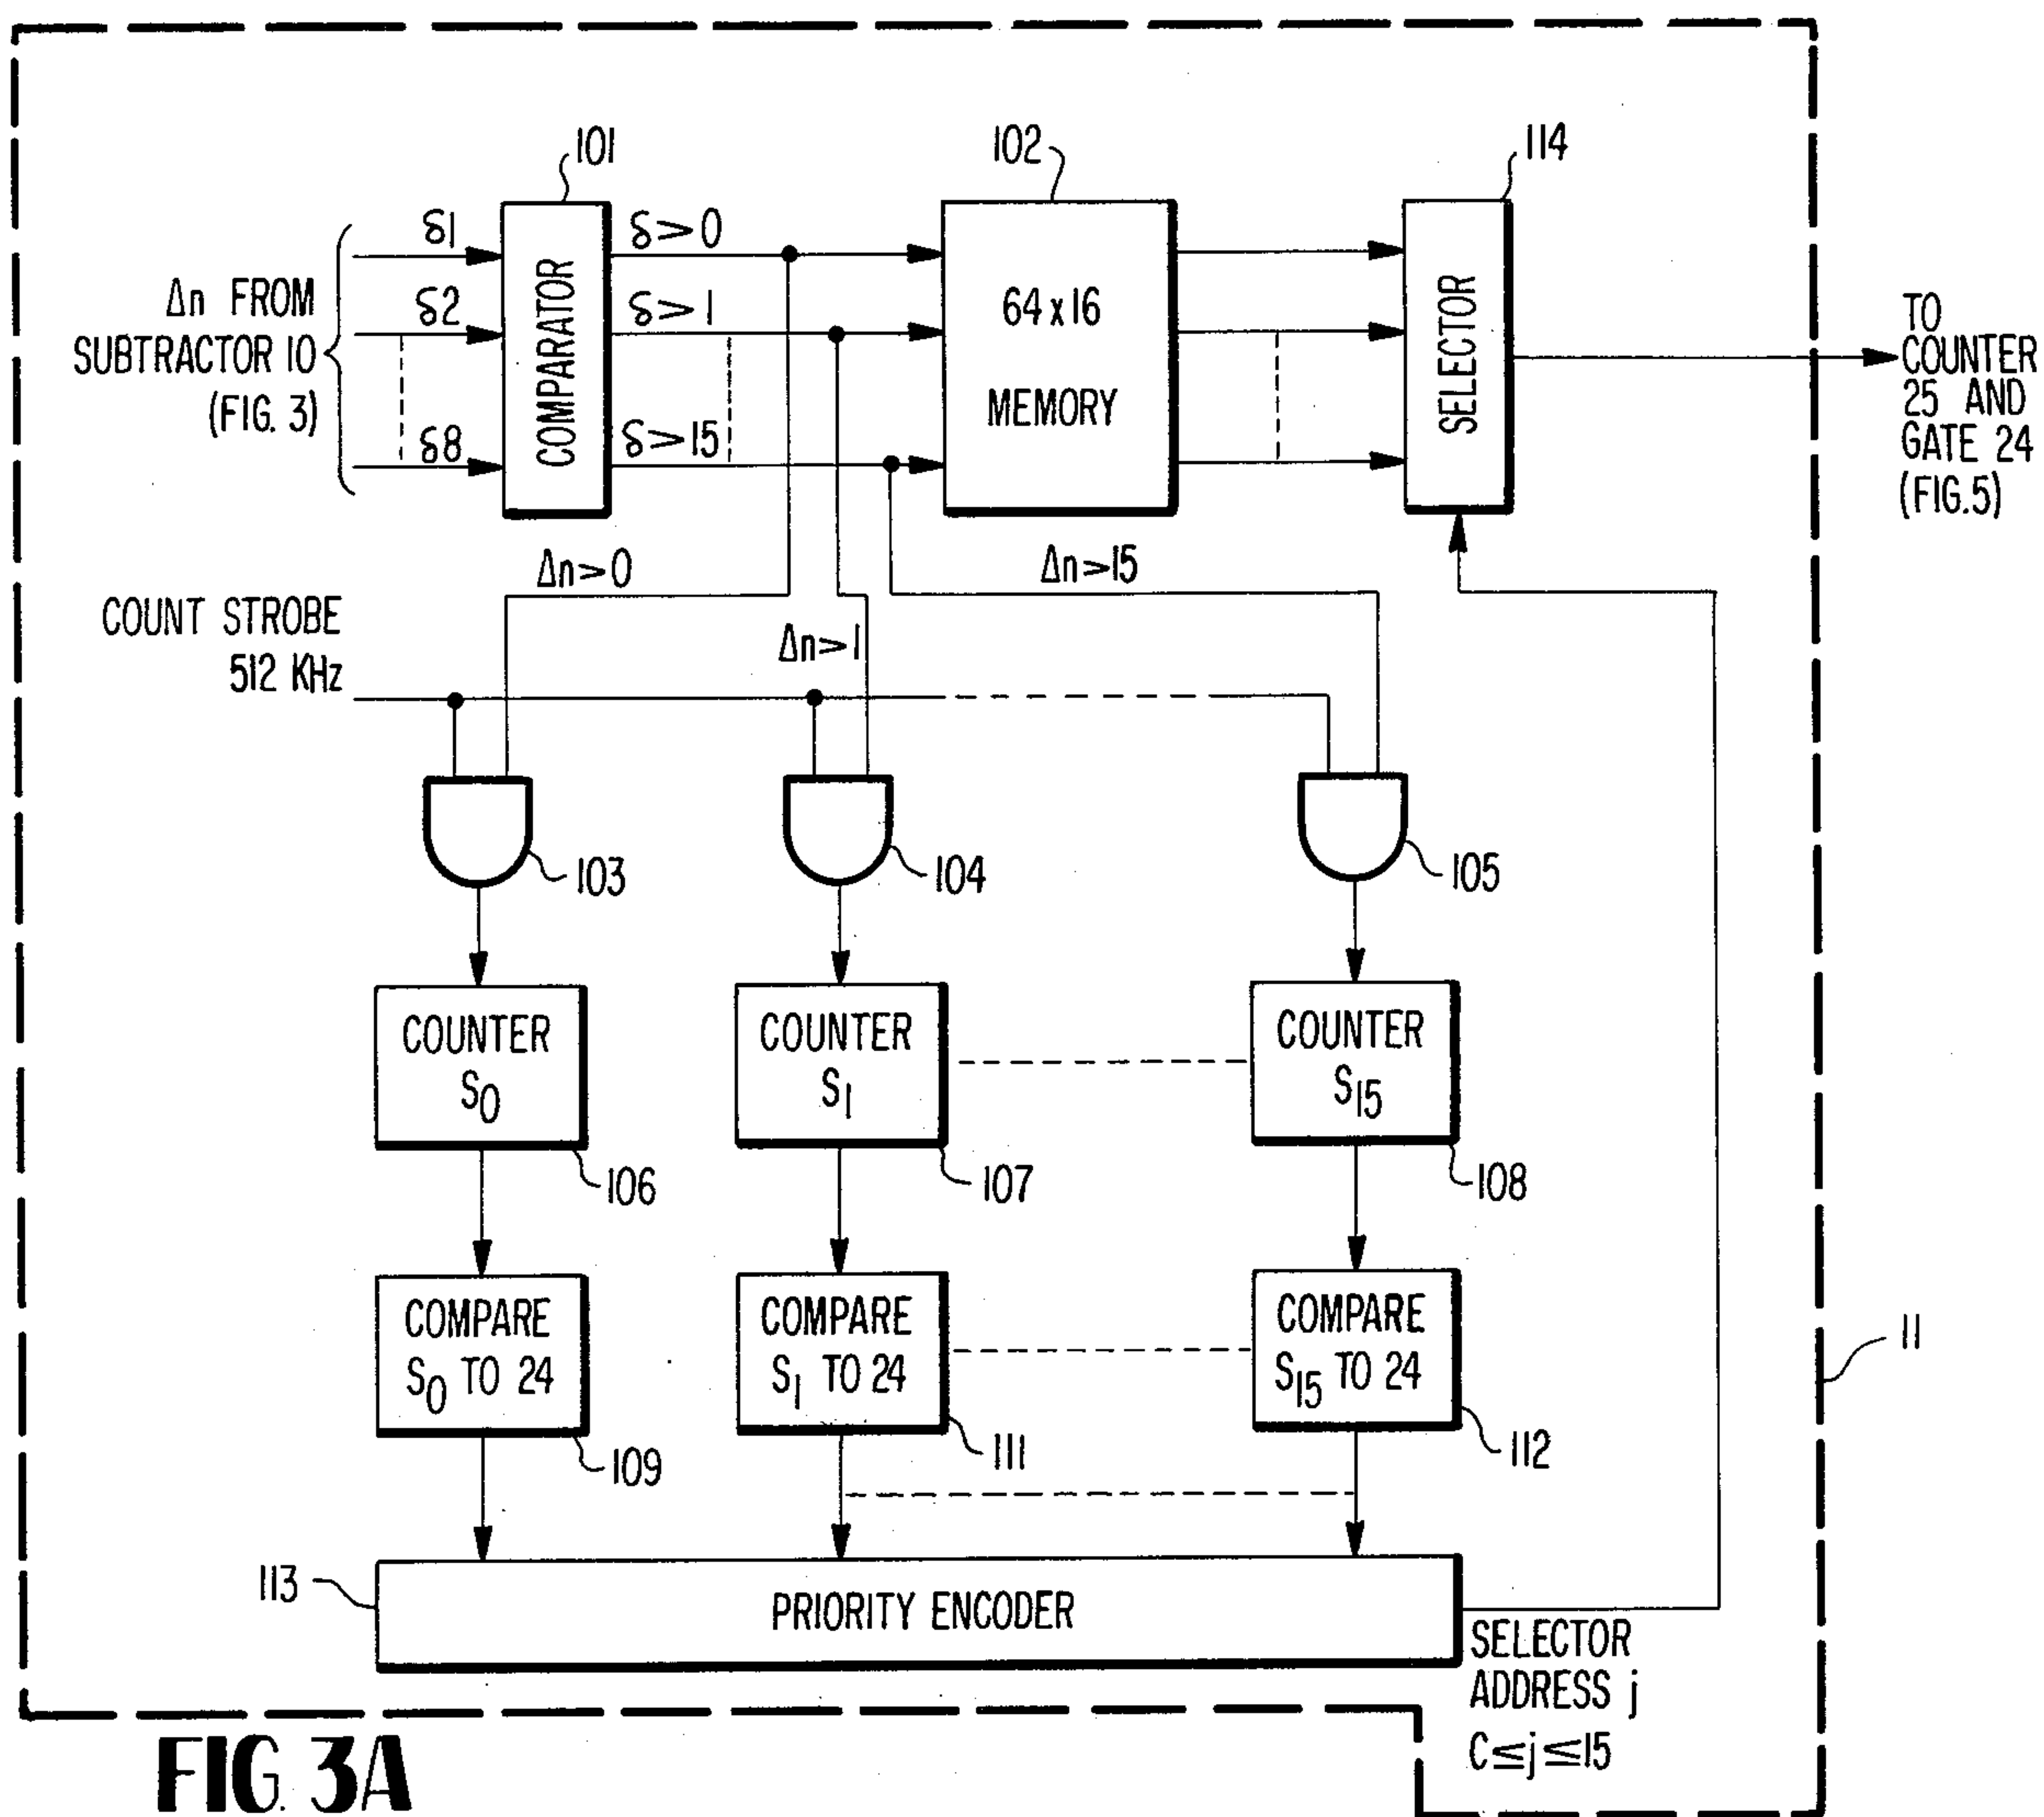 101
102
114
Δn FROM
SUBTRACTOR 10
(FIG. 3)
δ1
δ2
δ8
COMPARATOR
δ>0
δ>1
δ>15
64x16
MEMORY
SELECTOR
TO
COUNTER
25 AND
GATE 24
(FIG.5)
Δn>0
Δn>1
Δn>15
COUNT STROBE
512 KHz
103
104
105
COUNTER
S0
COUNTER
S1
COUNTER
S15
106
107
108
COMPARE
S0 TO 24
COMPARE
S1 TO 24
COMPARE
S15 TO 24
11
109
111
112
113
PRIORITY ENCODER
SELECTOR
ADDRESS j
C≤j≤15
FIG. 3A